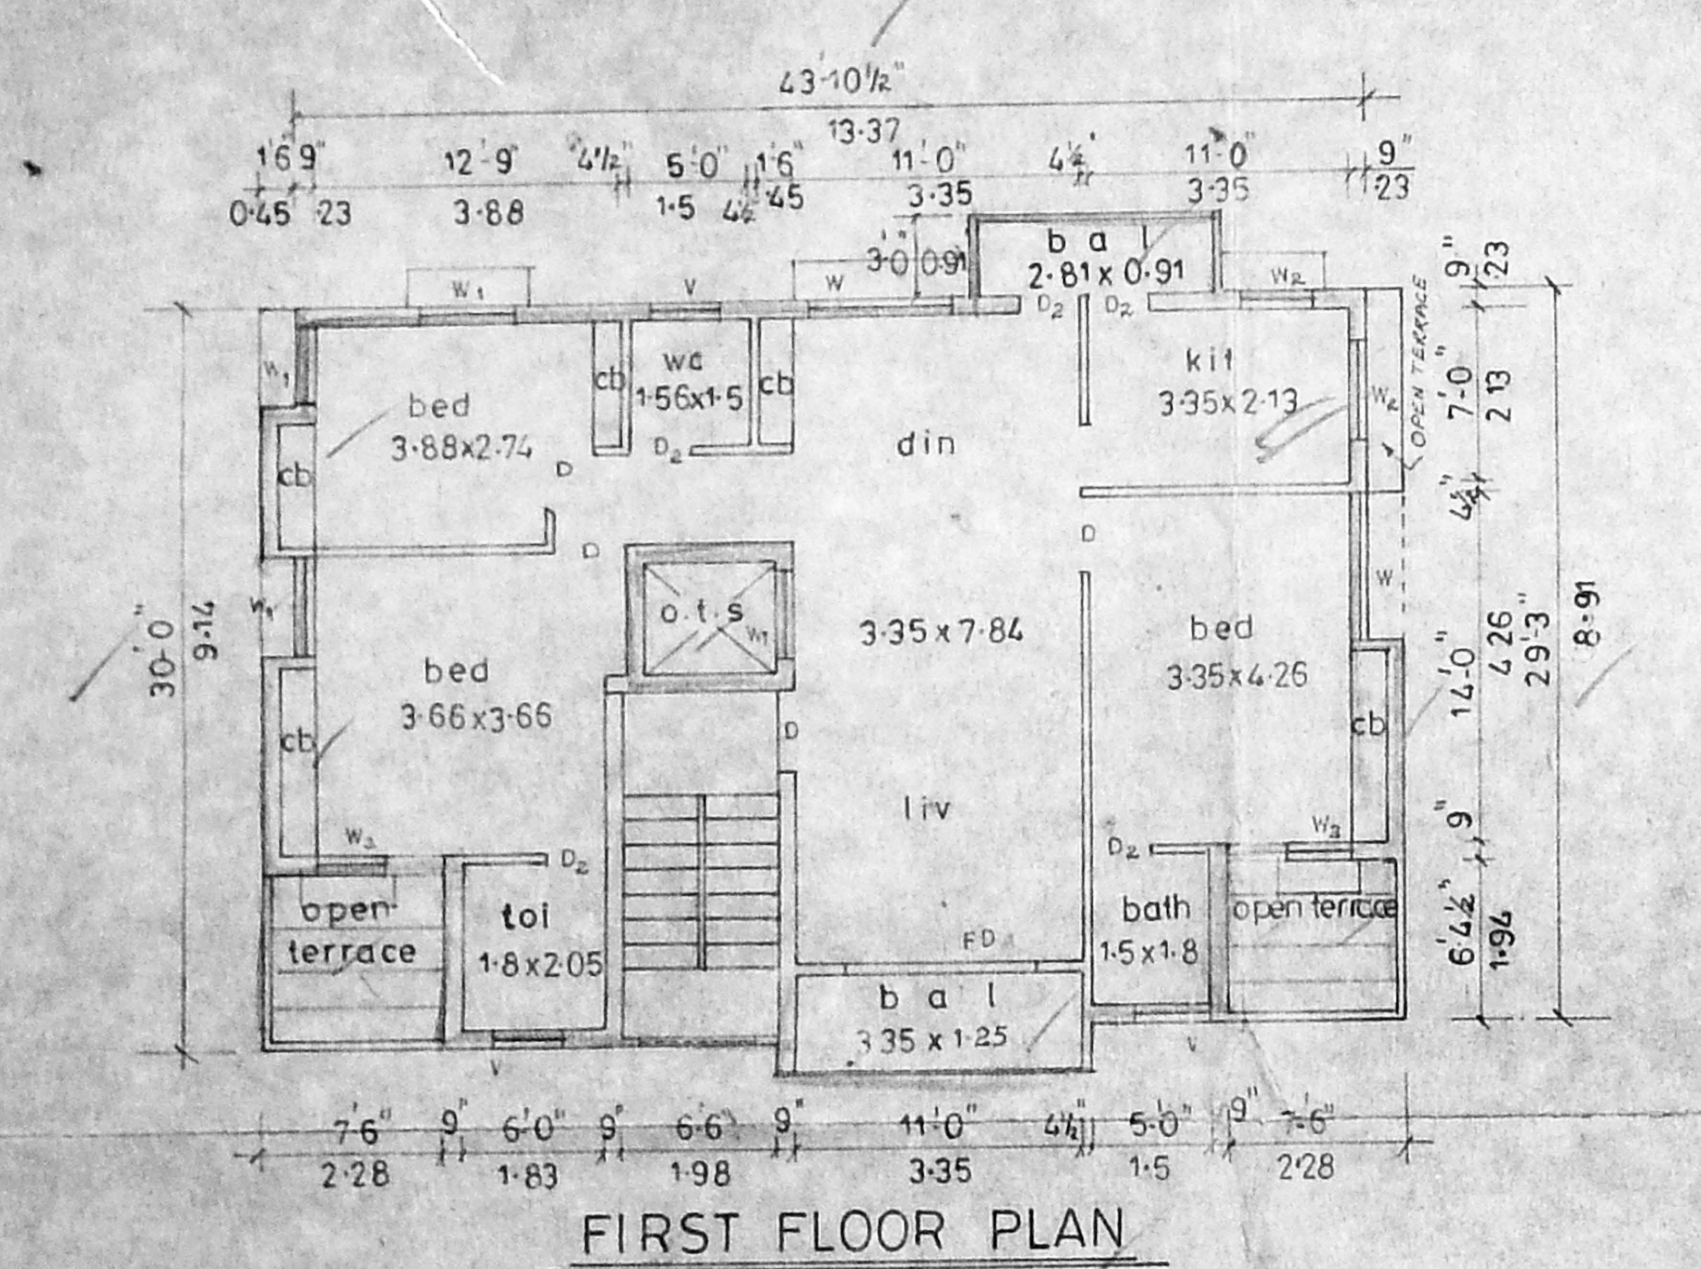 43'-10½"
13·37
1'6" 9" 12'-9" 4½" 5'-0" 1'6" 11'-0" 4½" 11'-0" 9"
0·45 ·23 3·88 1·5 4½ ·45 3·35 3·35 ·23
3'-0" 0·91
b a l
2·81 x 0·91
W1 V W W2
D2 D2
9"
·23
OPEN TERRACE
W1
bed
3·88x2·74
cb
wc
1·56x1·5
cb
din
kit
3·35x2·13
W2
7'-0"
2 13
cb
D
D2
4½"
D
D
W
30'-0"
9·14
W1
o.t.s
W1
3·35 x 7·84
bed
3·35x4·26
14'-0"
4 26
29'-3"
8·91
bed
3·66x3·66
cb
D
cb
liv
W3
D2
D2
W3
9"
open
terrace
toi
1·8x2·05
FD
bath
1·5x1·8
open terrace
6'4½"
1·94
b a l
3 35 x 1·25
V
V
7'6" 9" 6'0" 9" 6'6" 9" 11'-0" 4½" 5'-0" 9" 7'-6"
2·28 1·83 1·98 3·35 1·5 2·28
FIRST FLOOR PLAN